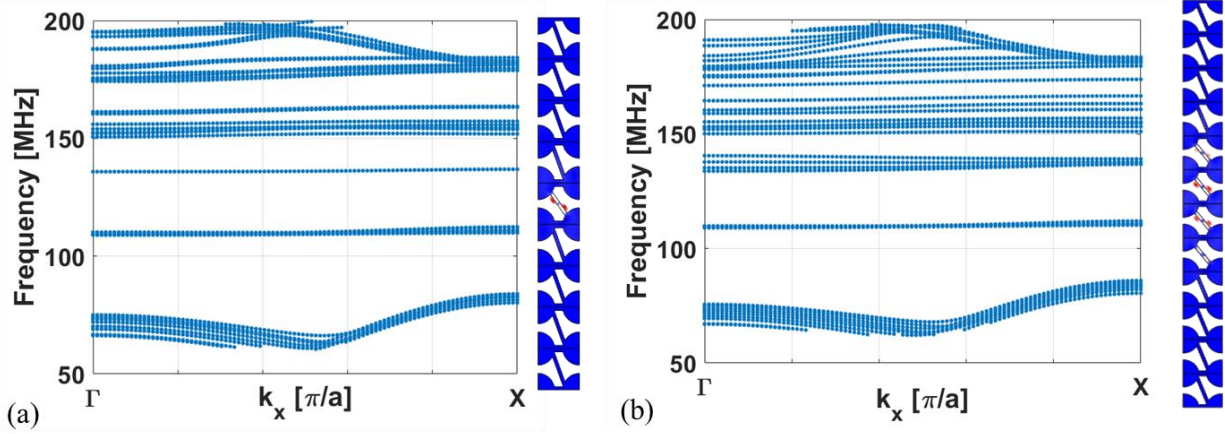 200
150
100
50
Frequency [MHz]
Γ
k_x [π/a]
X
(a)
200
150
100
50
Frequency [MHz]
Γ
k_x [π/a]
X
(b)